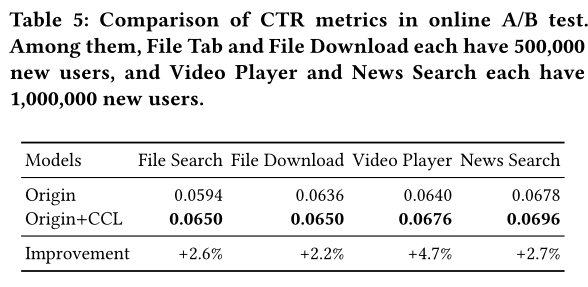 Table 5: Comparison of CTR metrics in online A/B test.
Among them, File Tab and File Download each have 500,000
new users, and Video Player and News Search each have
1,000,000 new users.
Models File Search File Download Video Player News Search
Origin 0.0594 0.0636 0.0640 0.0678
Origin+CCL 0.0650 0.0650 0.0676 0.0696
Improvement +2.6% +2.2% +4.7% +2.7%